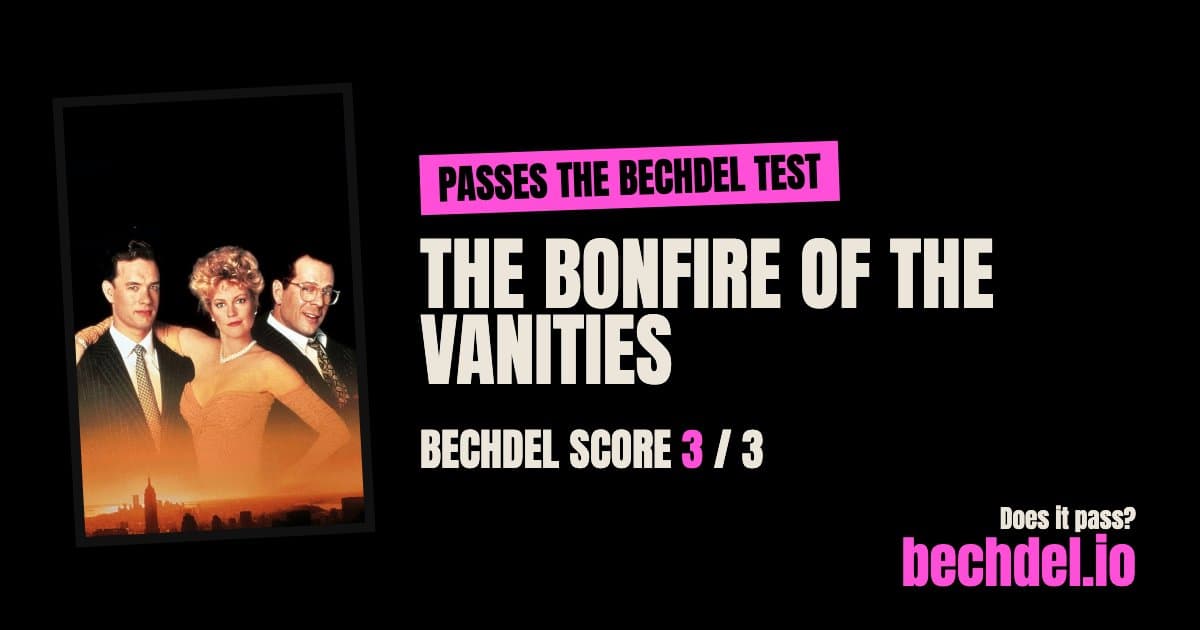 PASSES THE BECHDEL TEST
THE BONFIRE OF THE
VANITIES
BECHDEL SCORE 3 / 3
Does it pass?
bechdel.io